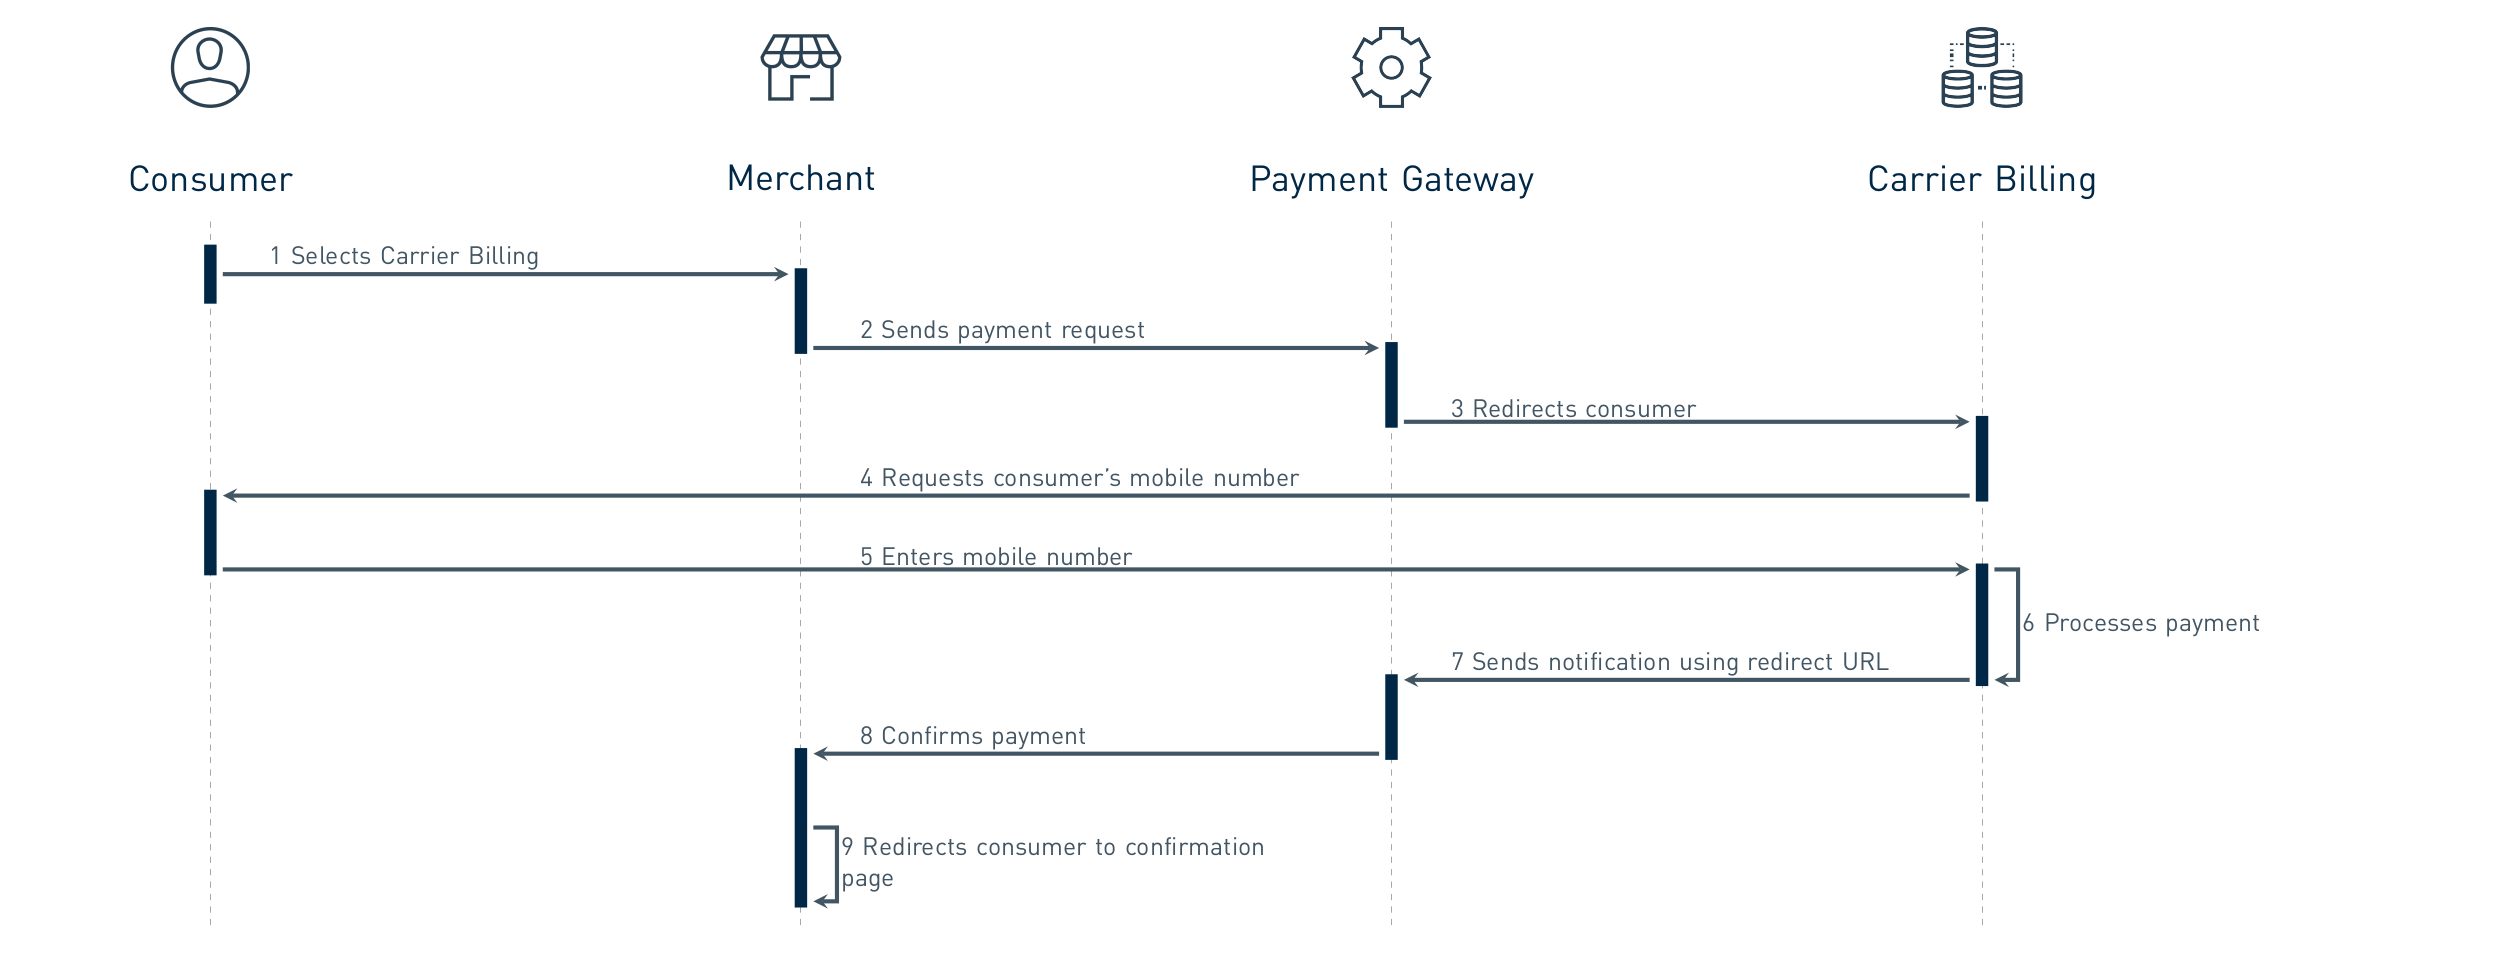 Consumer
Merchant
Payment Gateway
Carrier Billing
1 Selects Carrier Billing
2 Sends payment request
3 Redirects consumer
4 Requests consumer’s mobile number
5 Enters mobile number
6 Processes payment
7 Sends notification using redirect URL
8 Confirms payment
9 Redirects consumer to confirmation
page